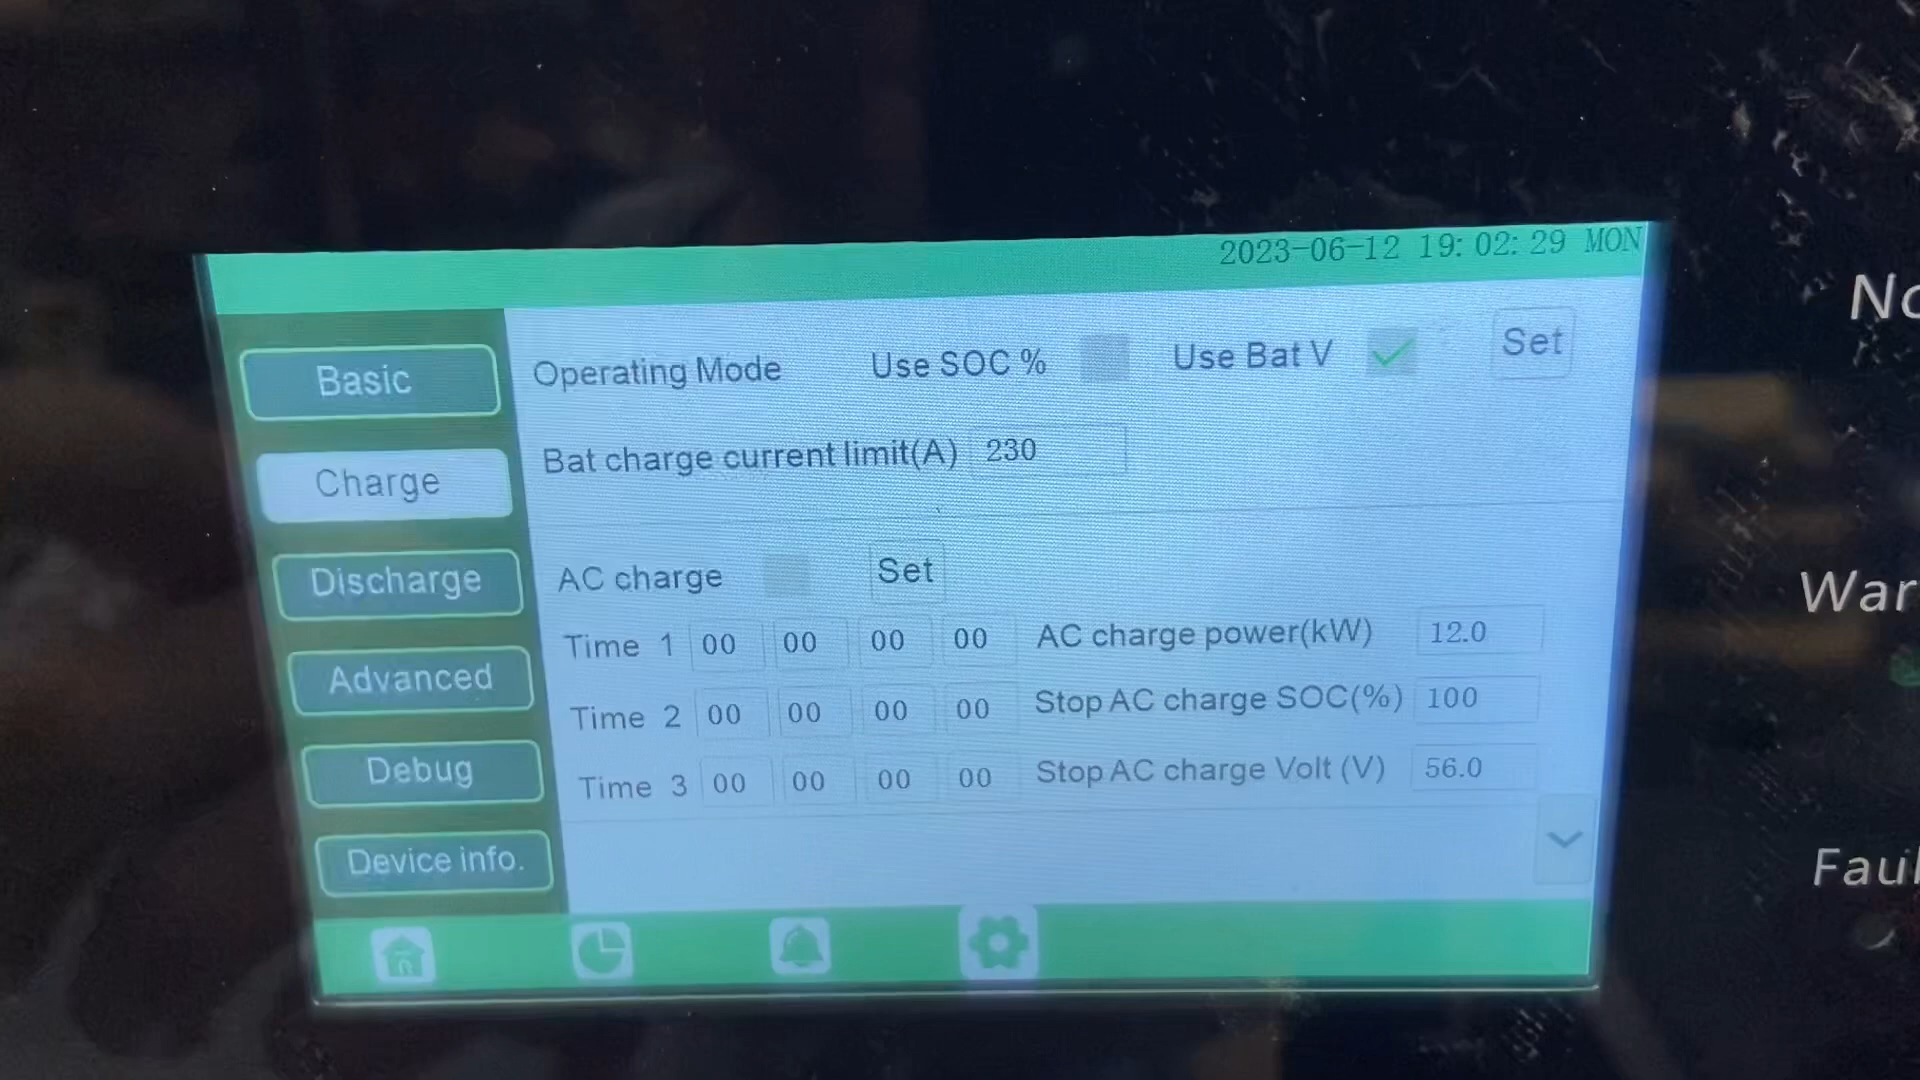 2023-06-12 19:02:29 MON
Basic
Charge
Discharge
Advanced
Debug
Device info.
Operating Mode Use SOC % Use Bat V Set
Bat charge current limit(A) 230
AC charge Set
Time 1 00 00 00 00 AC charge power(kW) 12.0
Time 2 00 00 00 00 Stop AC charge SOC(%) 100
Time 3 00 00 00 00 Stop AC charge Volt (V) 56.0